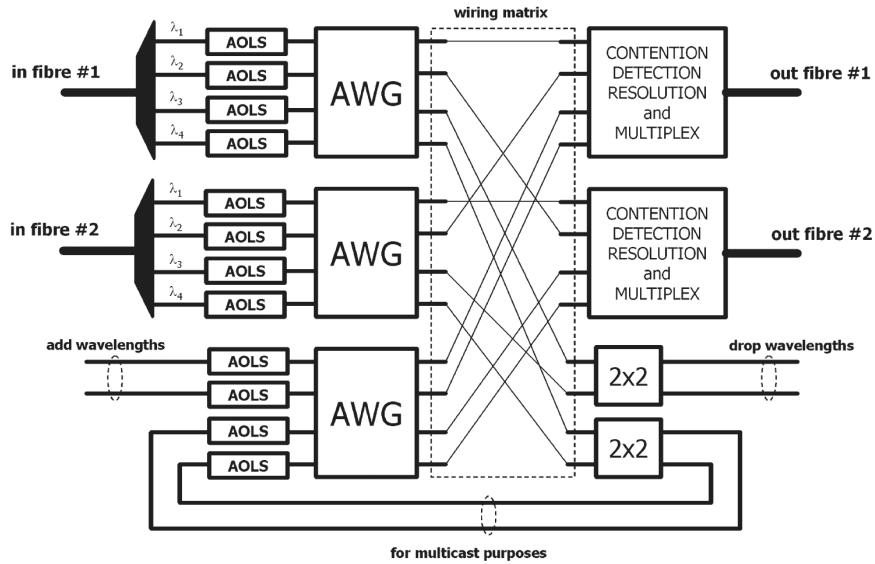 wiring matrix
in fibre #1
λ1
λ2
λ3
λ4
AOLS
AOLS
AOLS
AOLS
AWG
CONTENTION
DETECTION
RESOLUTION
and
MULTIPLEX
out fibre #1
in fibre #2
λ1
λ2
λ3
λ4
AOLS
AOLS
AOLS
AOLS
AWG
CONTENTION
DETECTION
RESOLUTION
and
MULTIPLEX
out fibre #2
add wavelengths
AOLS
AOLS
AOLS
AOLS
AWG
2x2
2x2
drop wavelengths
for multicast purposes